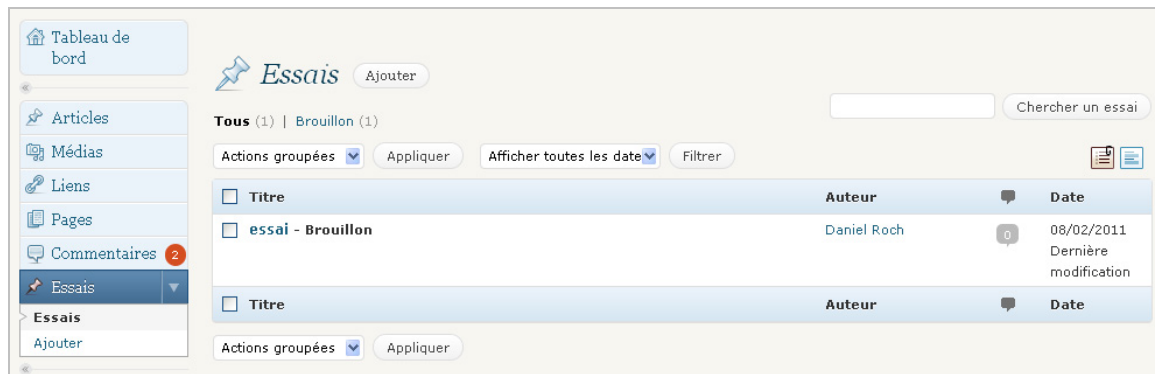 Tableau de
bord
Articles
Médias
Liens
Pages
Commentaires 2
Essais
Essais
Ajouter
Essais Ajouter
Chercher un essai
Tous (1) | Brouillon (1)
Actions groupées Appliquer Afficher toutes les date Filtrer
Titre Auteur Date
essai - Brouillon Daniel Roch 0 08/02/2011
Dernière
modification
Titre Auteur Date
Actions groupées Appliquer